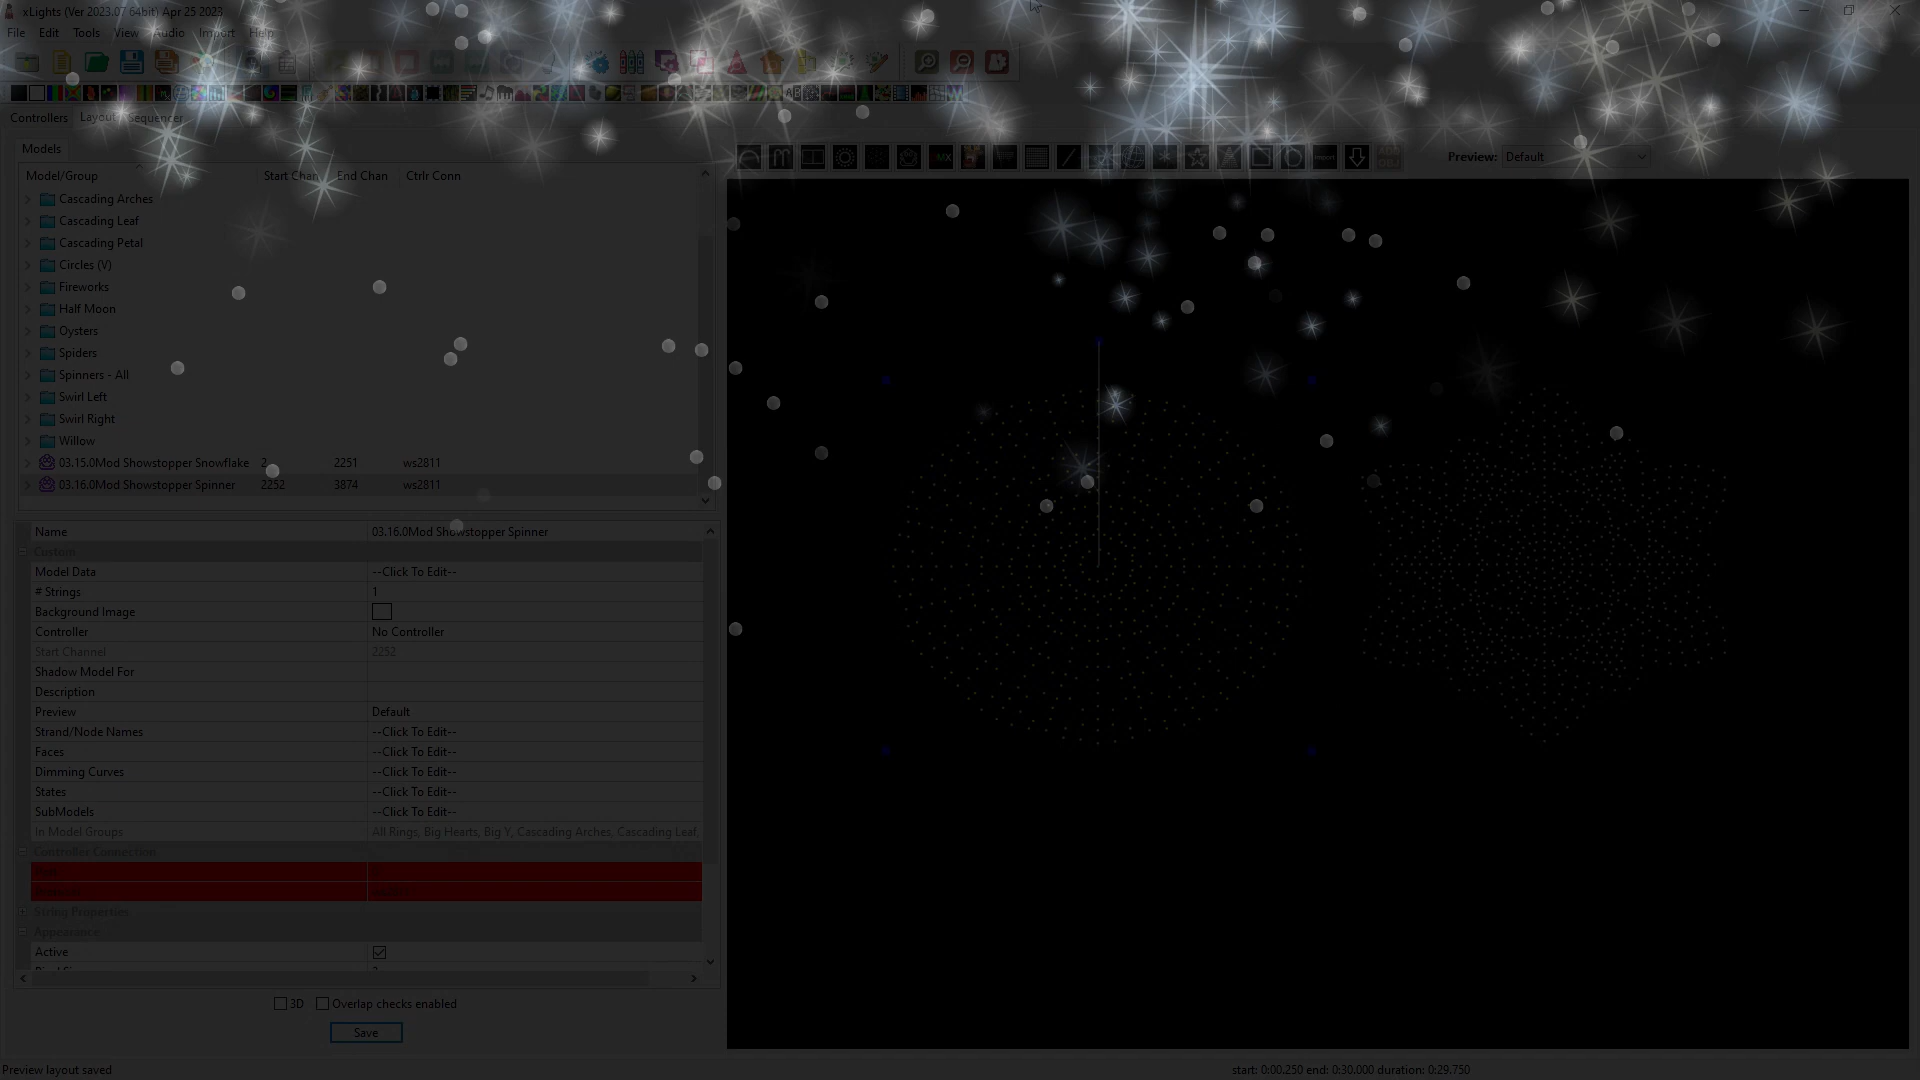 xLights (Ver 2023.07 64bit) Apr 25 2023
File Edit Tools View Audio Import Help
Controllers Layout Sequencer
Models
Preview: Default
Model/Group Start Chan End Chan Ctrlr Conn
Cascading Arches
Cascading Leaf
Cascading Petal
Circles (V)
Fireworks
Half Moon
Oysters
Spiders
Spinners - All
Swirl Left
Swirl Right
Willow
03.15.0Mod Showstopper Snowflake 2 2251 ws2811
03.16.0Mod Showstopper Spinner 2252 3874 ws2811
Name 03.16.0Mod Showstopper Spinner
Custom
Model Data --Click To Edit--
# Strings 1
Background Image
Controller No Controller
Start Channel 2252
Shadow Model For
Description
Preview Default
Strand/Node Names --Click To Edit--
Faces --Click To Edit--
Dimming Curves --Click To Edit--
States --Click To Edit--
SubModels --Click To Edit--
In Model Groups All Rings, Big Hearts, Big Y, Cascading Arches, Cascading Leaf,
Controller Connection
String Properties
Appearance
Active
3D Overlap checks enabled
Save
Preview layout saved
start: 0:00.250 end: 0:30.000 duration: 0:29.750